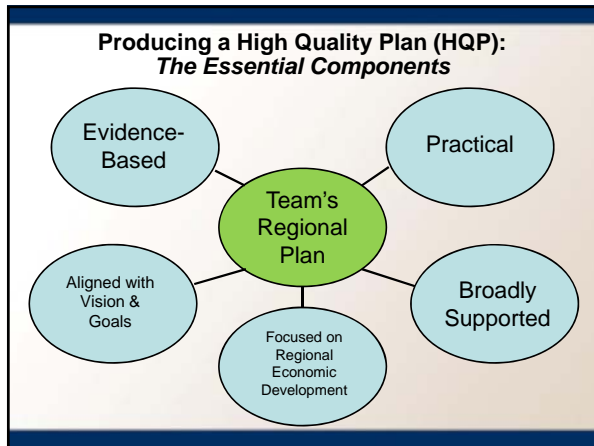 Producing a High Quality Plan (HQP):
The Essential Components
Evidence-
Based
Practical
Team's
Regional
Plan
Aligned with
Vision &
Goals
Focused on
Regional
Economic
Development
Broadly
Supported